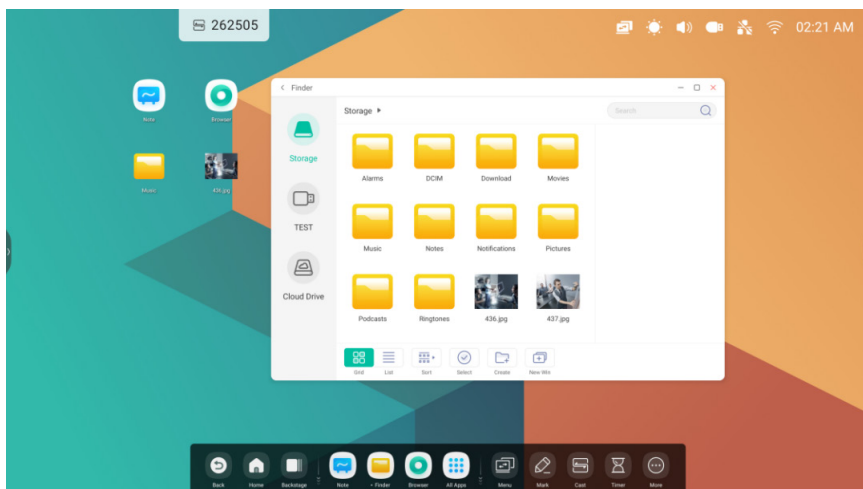 262505
02:21 AM
Note
Browser
Music
436.jpg
Finder
Storage
Search
Storage
TEST
Cloud Drive
Alarms
DCIM
Download
Movies
Music
Notes
Notifications
Pictures
Podcasts
Ringtones
436.jpg
437.jpg
Grid
List
Sort
Select
Create
Back
Home
Backstage
Note
• Finder
Browser
All Apps
Menu
Mark
Cast
Timer
More